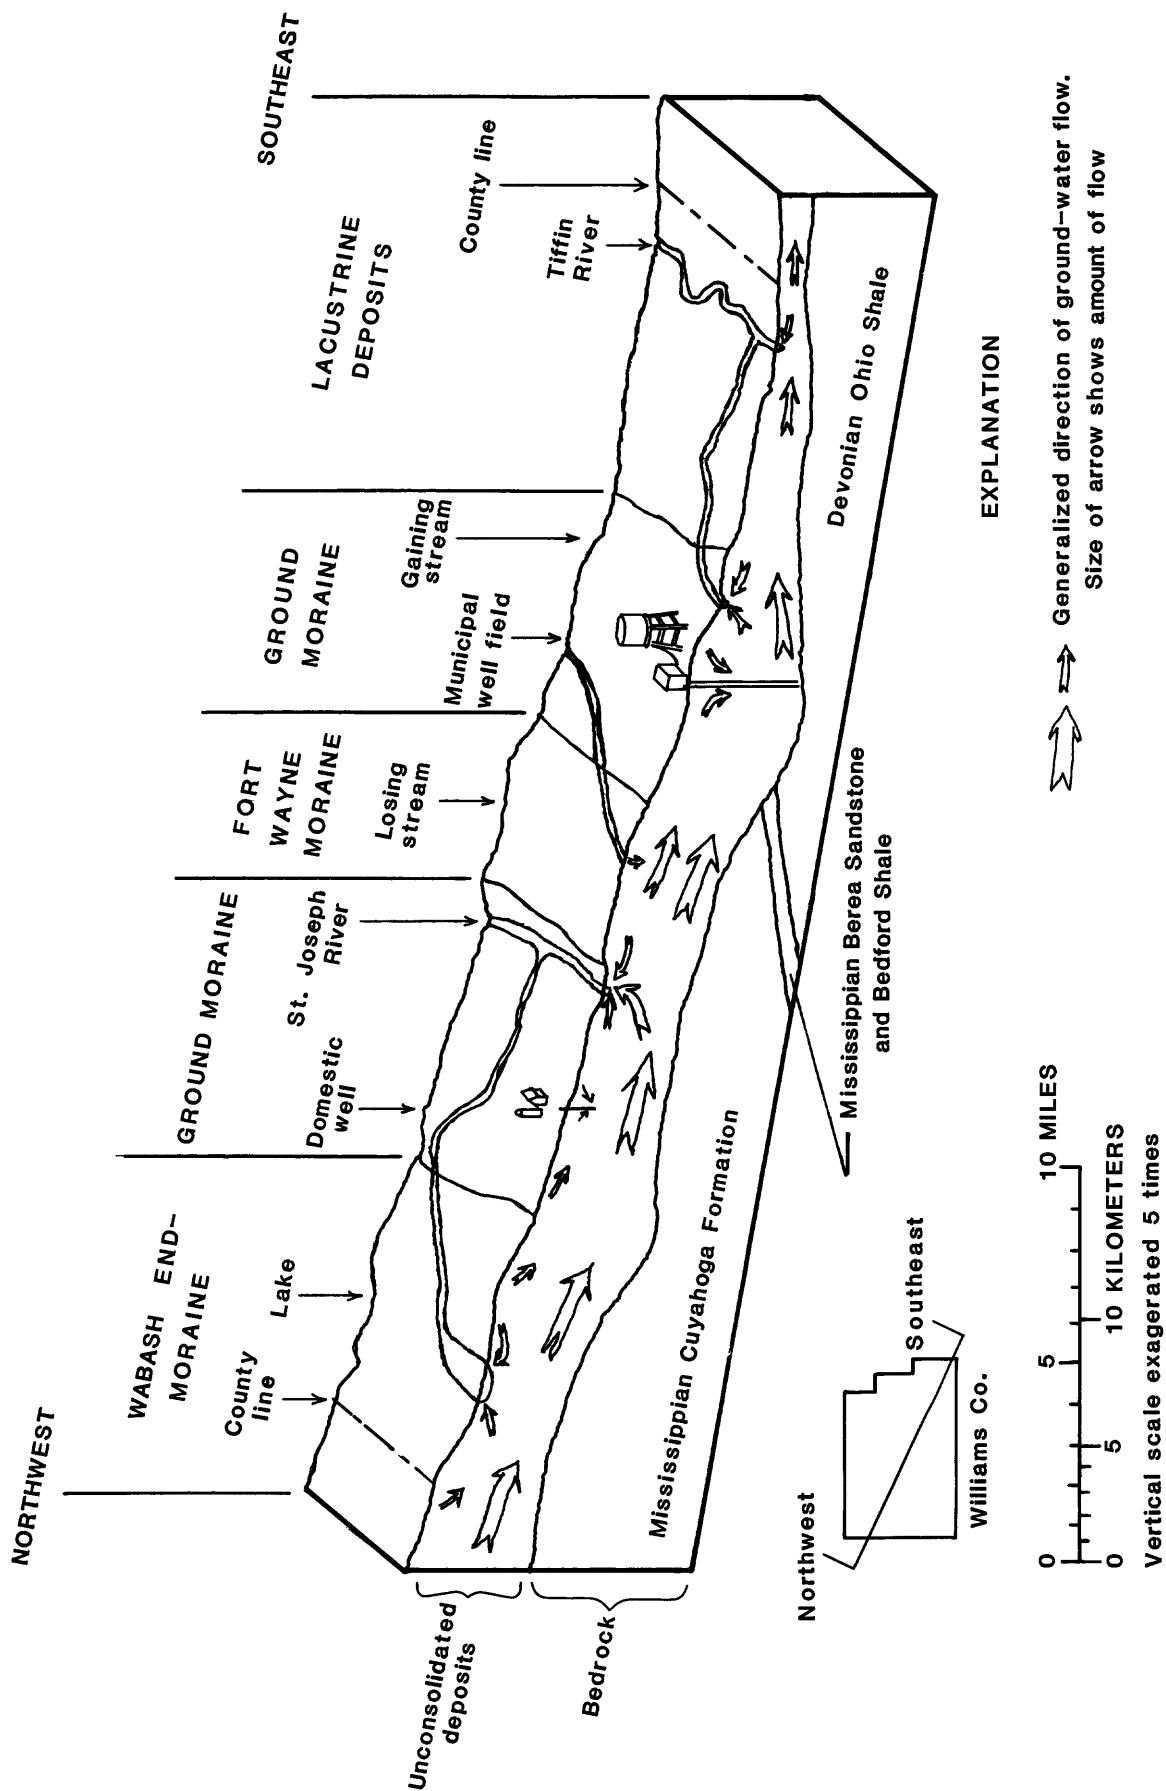 NORTHWEST
SOUTHEAST
WABASH END-
MORAINE
GROUND MORAINE
FORT
WAYNE
MORAINE
GROUND
MORAINE
LACUSTRINE
DEPOSITS
County
line
Lake
Domestic
well
St. Joseph
River
Losing
stream
Municipal
well field
Gaining
stream
Tiffin
River
County line
Unconsolidated
deposits
Bedrock
Mississippian Cuyahoga Formation
Devonian Ohio Shale
Mississippian Berea Sandstone
and Bedford Shale
Northwest
Southeast
Williams Co.
EXPLANATION
Generalized direction of ground-water flow.
Size of arrow shows amount of flow
0 5 10 MILES
0 5 10 KILOMETERS
Vertical scale exagerated 5 times